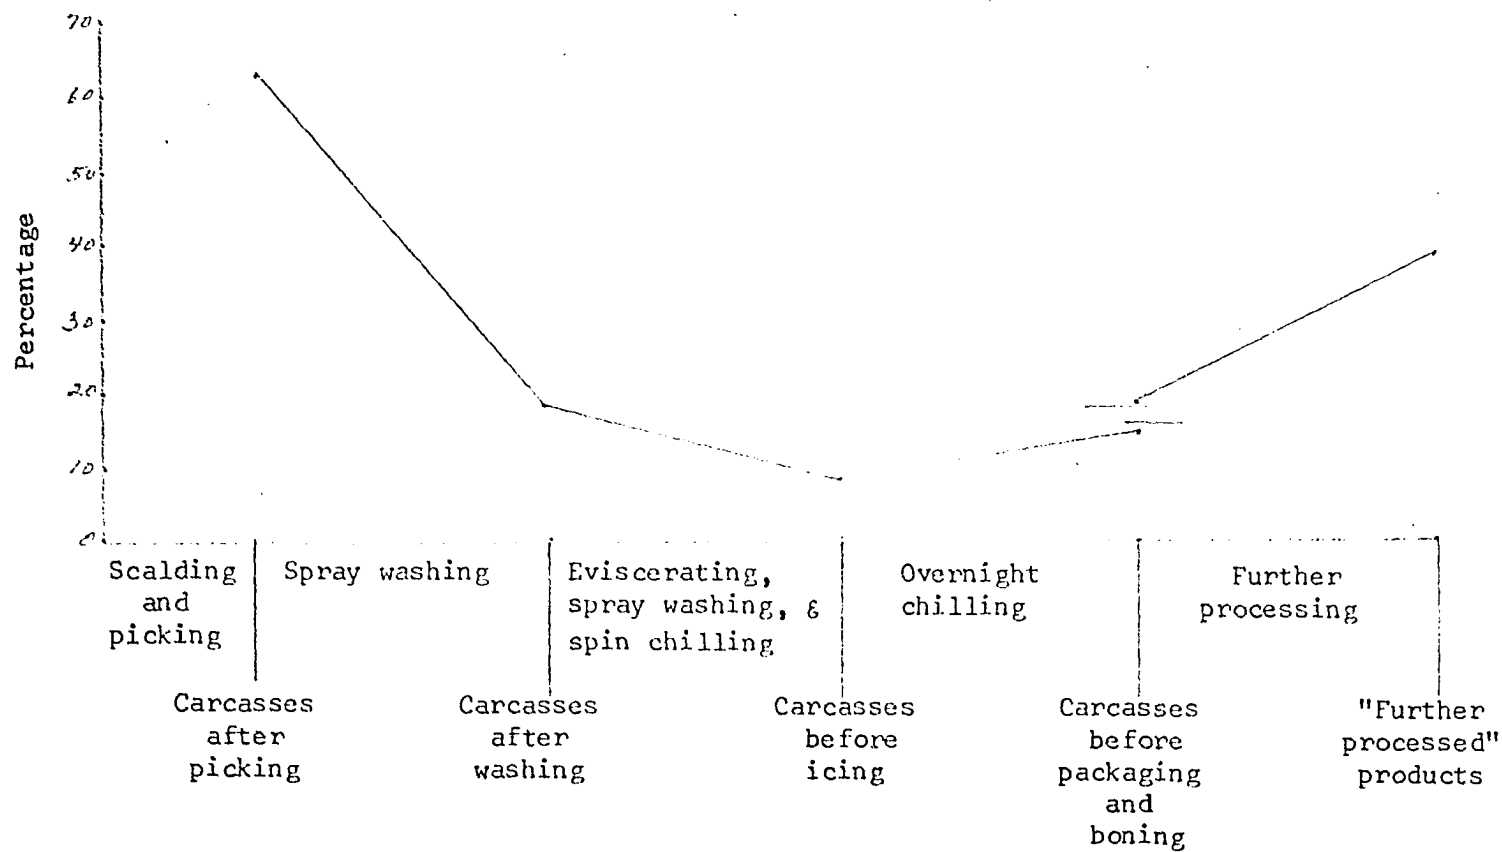 70
60
50
40
30
20
10
0
Percentage
Scalding
and
picking
Spray washing
Eviscerating,
spray washing, &
spin chilling
Overnight
chilling
Further
processing
Carcasses
after
picking
Carcasses
after
washing
Carcasses
before
icing
Carcasses
before
packaging
and
boning
"Further
processed"
products